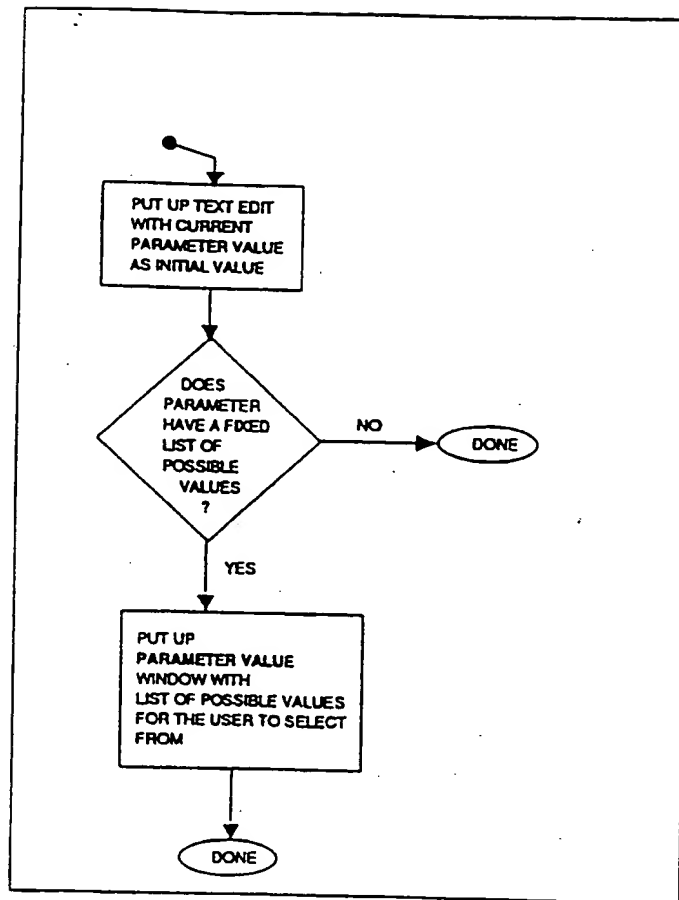 PUT UP TEXT EDIT
WITH CURRENT
PARAMETER VALUE
AS INITIAL VALUE
DOES
PARAMETER
HAVE A FIXED
LIST OF
POSSIBLE
VALUES
?
NO
DONE
YES
PUT UP
PARAMETER VALUE
WINDOW WITH
LIST OF POSSIBLE VALUES
FOR THE USER TO SELECT
FROM
DONE